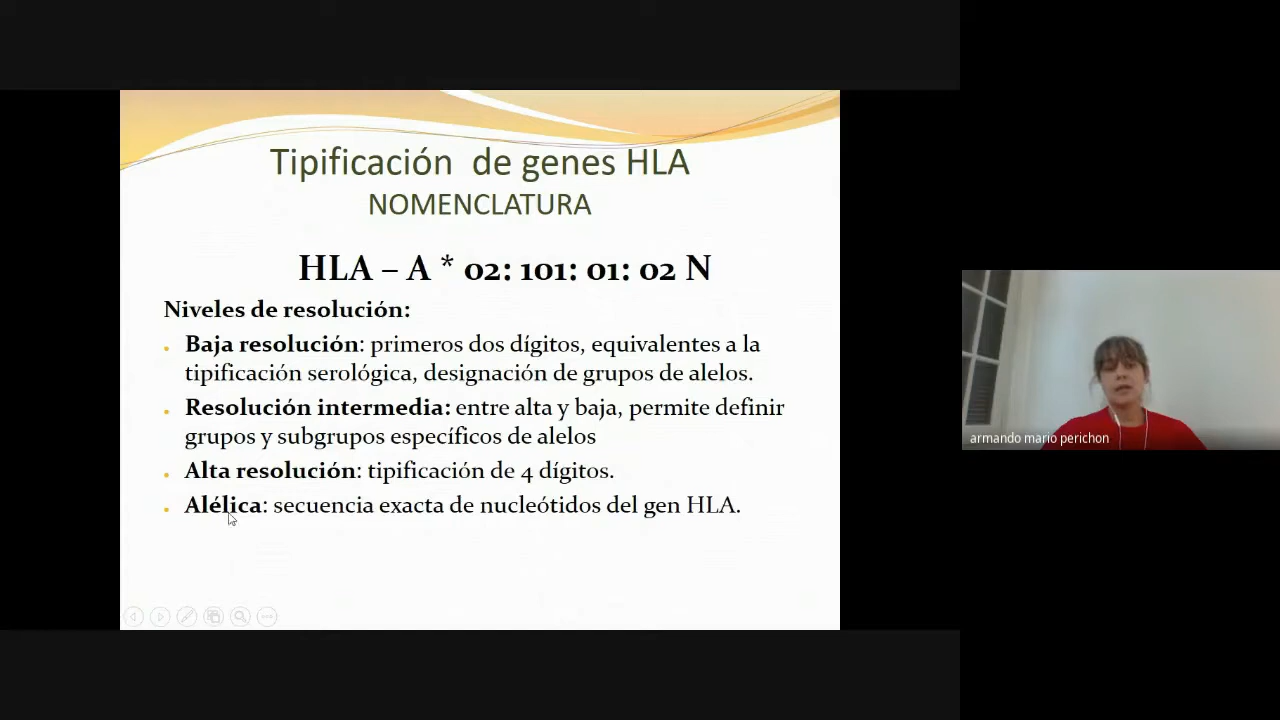 Tipificación de genes HLA
NOMENCLATURA
HLA – A * 02: 101: 01: 02 N
Niveles de resolución:
Baja resolución: primeros dos dígitos, equivalentes a la
tipificación serológica, designación de grupos de alelos.
Resolución intermedia: entre alta y baja, permite definir
grupos y subgrupos específicos de alelos
Alta resolución: tipificación de 4 dígitos.
Alélica: secuencia exacta de nucleótidos del gen HLA.
armando mario perichon